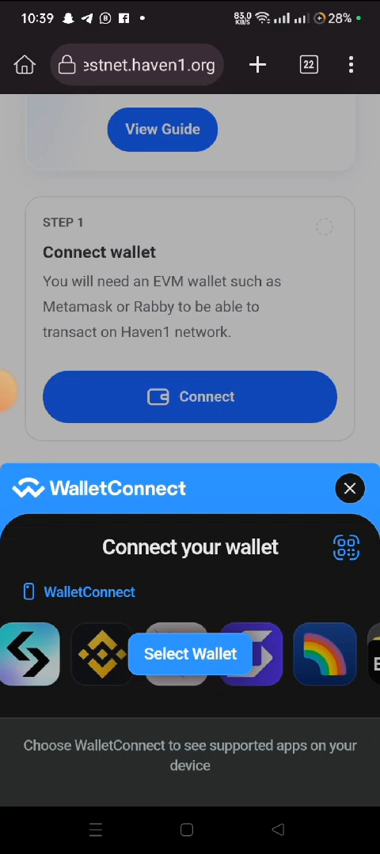 10:39
83.0
KB/S
28%
estnet.haven1.org
22
View Guide
STEP 1
Connect wallet
You will need an EVM wallet such as
Metamask or Rabby to be able to
transact on Haven1 network.
Connect
WalletConnect
Connect your wallet
WalletConnect
Select Wallet
Choose WalletConnect to see supported apps on your
device